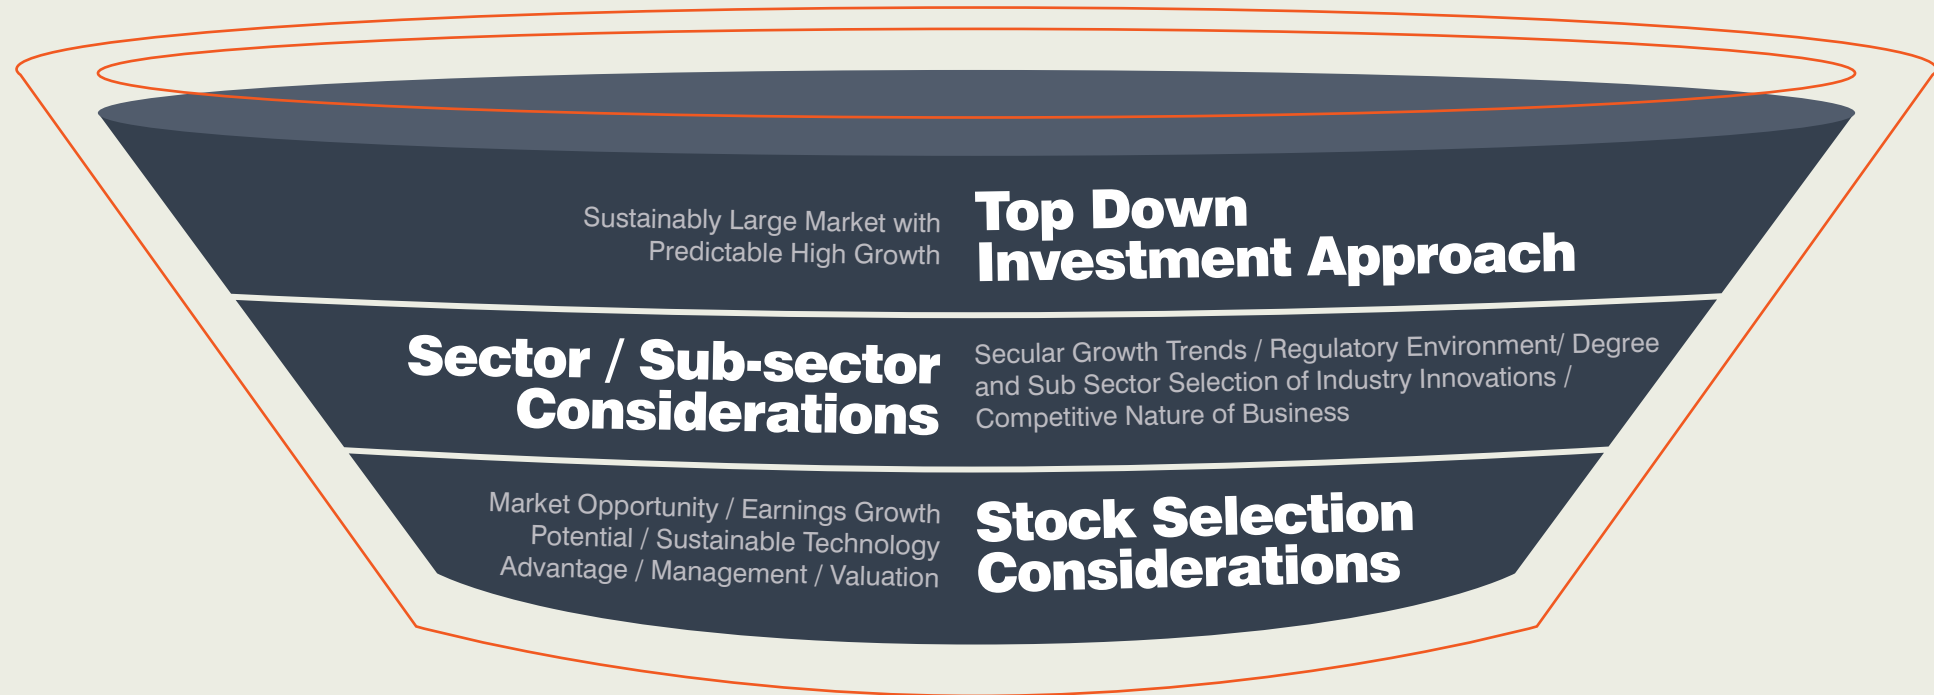 Sustainably Large Market with
Predictable High Growth
Top Down
Investment Approach
Sector / Sub-sector
Considerations
Secular Growth Trends / Regulatory Environment/ Degree
and Sub Sector Selection of Industry Innovations /
Competitive Nature of Business
Market Opportunity / Earnings Growth
Potential / Sustainable Technology
Advantage / Management / Valuation
Stock Selection
Considerations